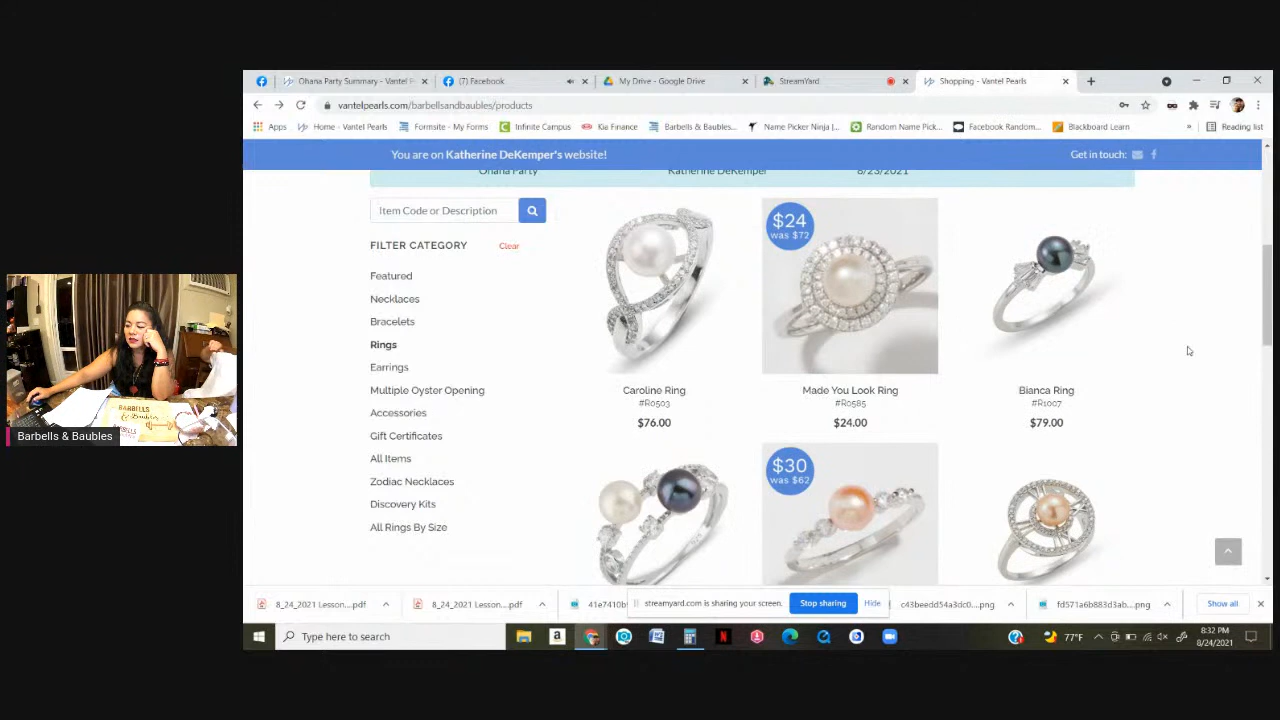 Ohana Party Summary - Vantel P
(7) Facebook
My Drive - Google Drive
StreamYard
Shopping - Vantel Pearls
vantelpearls.com/barbellsandbaubles/products
Apps
Home - Vantel Pearls
Formsite - My Forms
Infinite Campus
Kia Finance
Barbells & Baubles...
Name Picker Ninja |...
Random Name Pick...
Facebook Random...
Blackboard Learn
»
Reading list
You are on Katherine DeKemper's website!
Get in touch:
Ohana Party
Katherine DeKemper
8/23/2021
Item Code or Description
FILTER CATEGORY
Clear
Featured
Necklaces
Bracelets
Rings
Earrings
Multiple Oyster Opening
Accessories
Gift Certificates
All Items
Zodiac Necklaces
Discovery Kits
All Rings By Size
Caroline Ring
#R0503
$76.00
$24
was $72
Made You Look Ring
#R0585
$24.00
Bianca Ring
#R1007
$79.00
$30
was $62
BARBELLS
& Baubles
BARBELLS
Barbells & Baubles
8_24_2021 Lesson....pdf
8_24_2021 Lesson....pdf
streamyard.com is sharing your screen.
Stop sharing
Hide
c43beedd54a3dc0....png
fd571a6b883d3ab....png
Show all
Type here to search
77°F
8:32 PM
8/24/2021